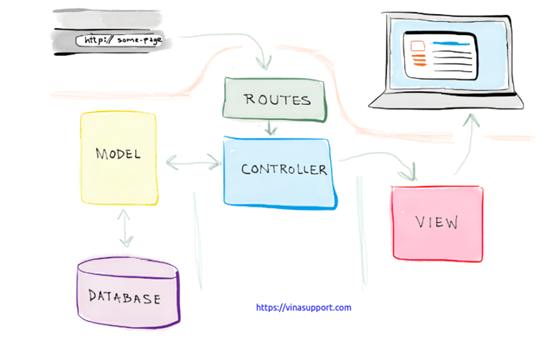 http:// some-page
ROUTES
MODEL
CONTROLLER
VIEW
DATABASE
https://vinasupport.com